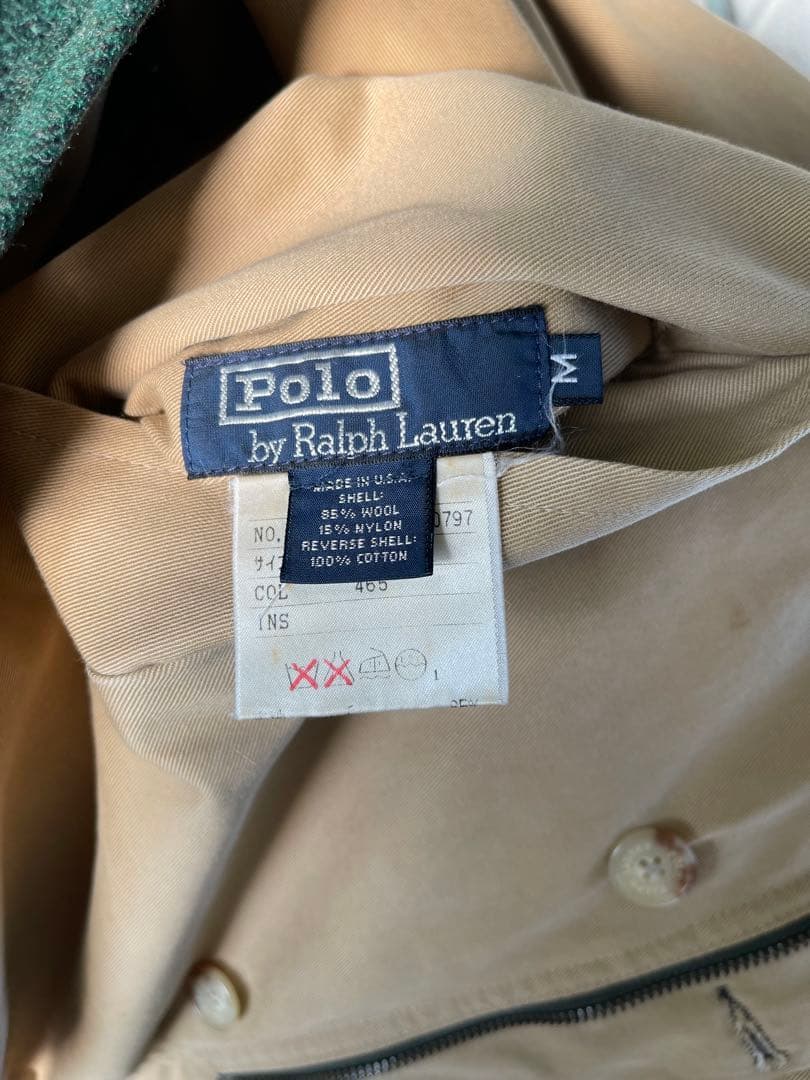 Polo
by Ralph Lauren
M
MADE IN U.S.A.
SHELL:
85% WOOL
15% NYLON
REVERSE SHELL:
100% COTTON
NO. 0797
サイ
COL 465
INS
1